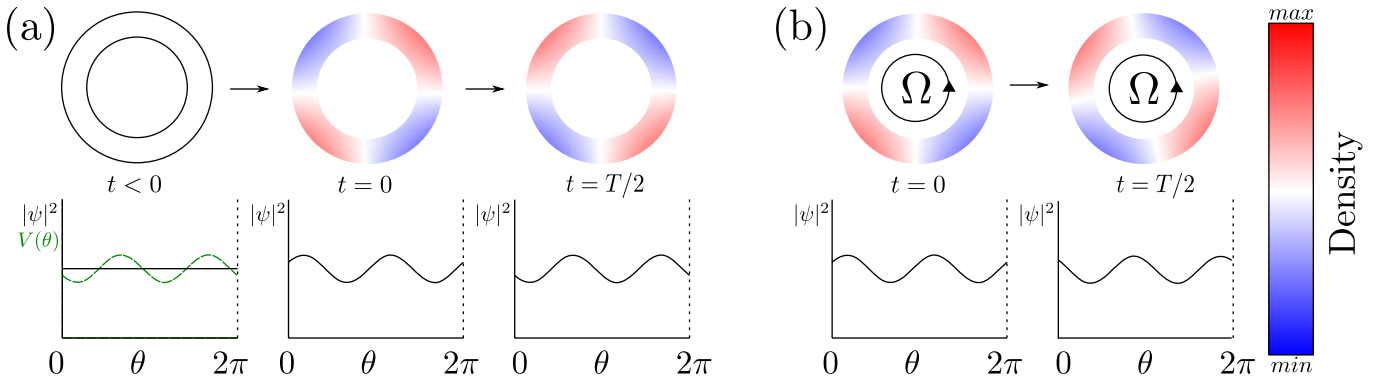 (a)
t < 0
t = 0
t = T/2
|ψ|²
V(θ)
0 θ 2π
|ψ|²
0 θ 2π
|ψ|²
0 θ 2π
(b)
Ω
Ω
t = 0
t = T/2
|ψ|²
0 θ 2π
|ψ|²
0 θ 2π
max
Density
min